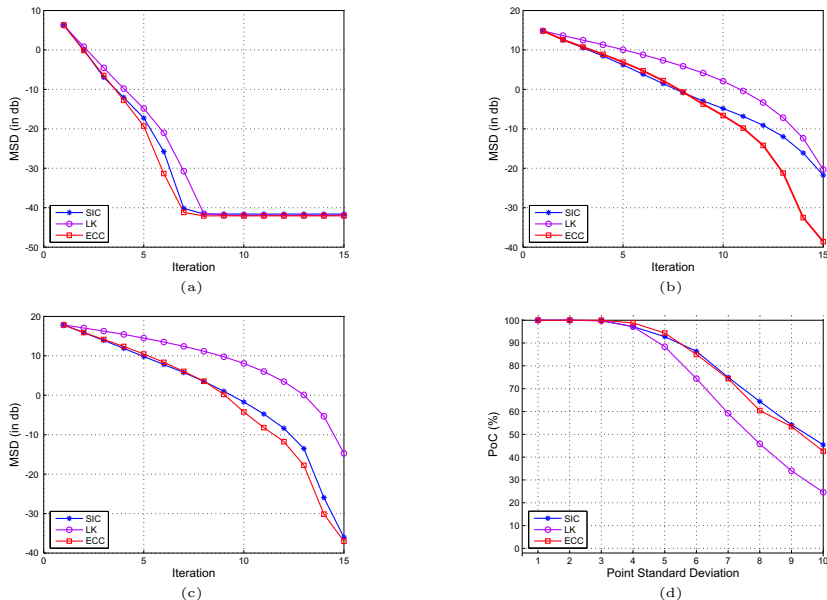 10
0
-10
-20
-30
-40
-50
0
5
10
15
MSD (in db)
Iteration
SIC
LK
ECC
(a)
20
10
0
-10
-20
-30
-40
0
5
10
15
MSD (in db)
Iteration
SIC
LK
ECC
(b)
20
10
0
-10
-20
-30
-40
0
5
10
15
MSD (in db)
Iteration
SIC
LK
ECC
(c)
100
90
80
70
60
50
40
30
20
10
0
1
2
3
4
5
6
7
8
9
10
PoC (%)
Point Standard Deviation
SIC
LK
ECC
(d)